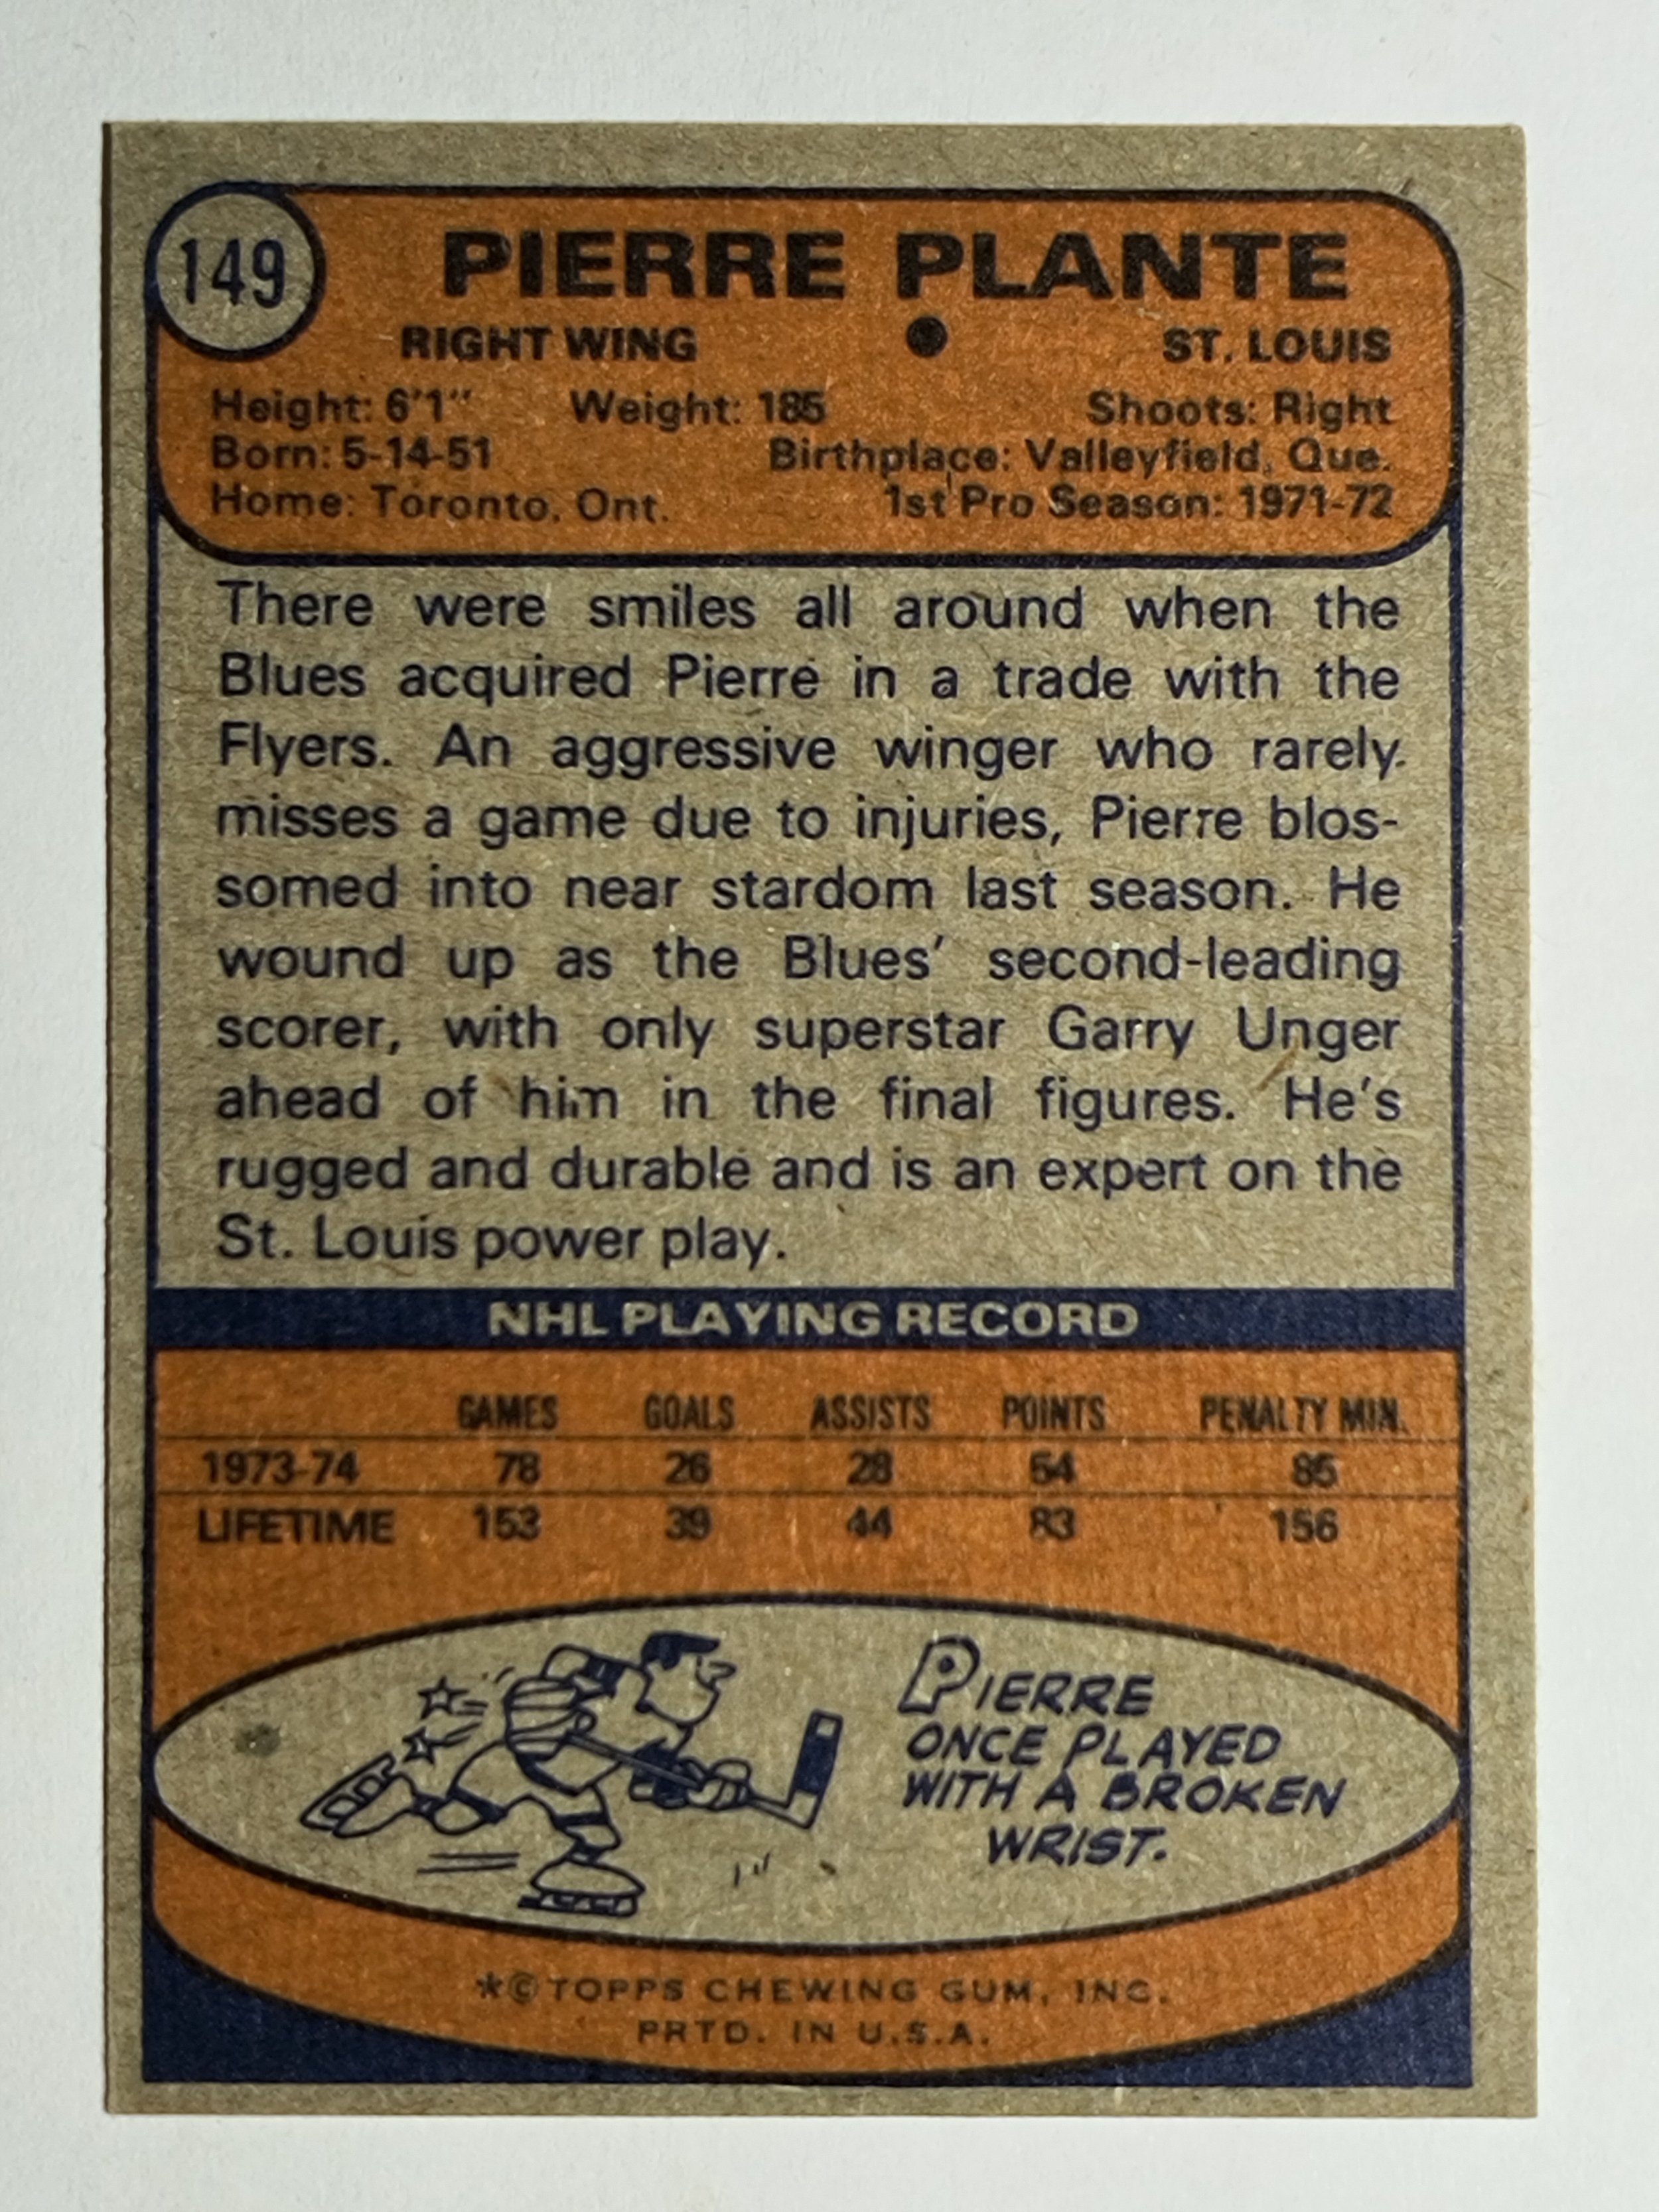 149
PIERRE PLANTE
RIGHT WING • ST. LOUIS
Height: 6'1" Weight: 185 Shoots: Right
Born: 5-14-51 Birthplace: Valleyfield, Que.
Home: Toronto, Ont. 1st Pro Season: 1971-72
There were smiles all around when the
Blues acquired Pierre in a trade with the
Flyers. An aggressive winger who rarely
misses a game due to injuries, Pierre blos-
somed into near stardom last season. He
wound up as the Blues' second-leading
scorer, with only superstar Garry Unger
ahead of him in the final figures. He's
rugged and durable and is an expert on the
St. Louis power play.
NHL PLAYING RECORD
GAMES GOALS ASSISTS POINTS PENALTY MIN.
1973-74 78 26 28 54 85
LIFETIME 153 39 44 83 156
PIERRE
ONCE PLAYED
WITH A BROKEN
WRIST.
*© TOPPS CHEWING GUM, INC.
PRTD. IN U.S.A.